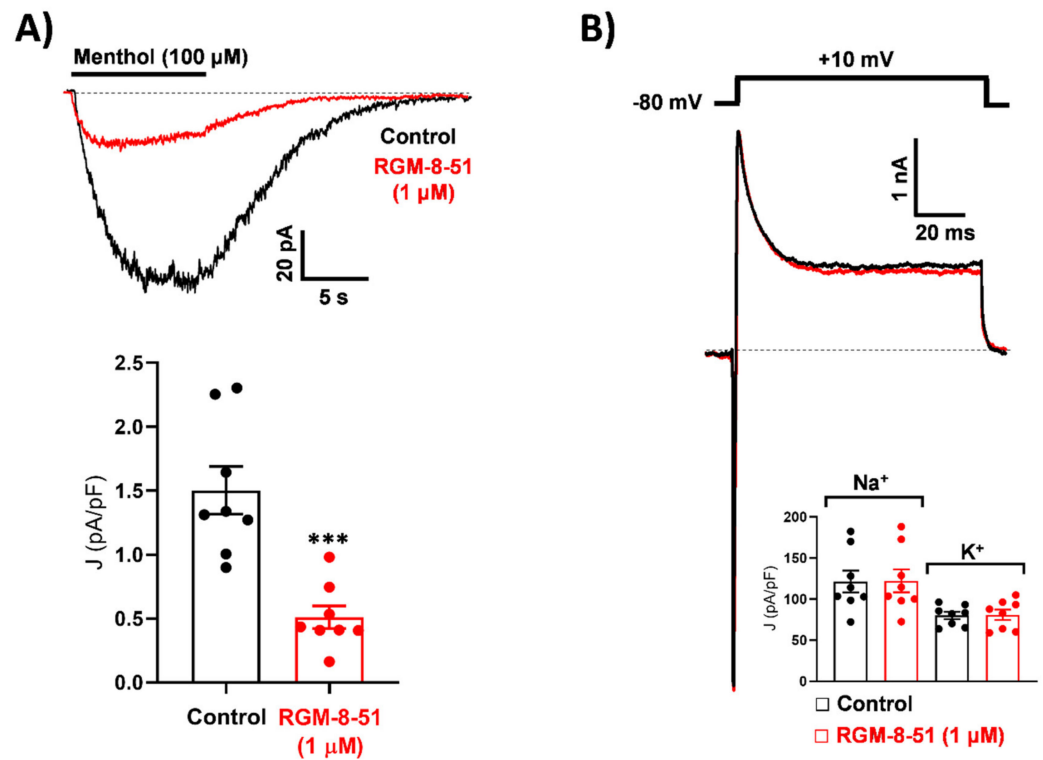 A)
Menthol (100 µM)
Control
RGM-8-51
(1 µM)
20 pA
5 s
2.5
2.0
1.5
1.0
0.5
0.0
J (pA/pF)
***
Control
RGM-8-51
(1 µM)
B)
+10 mV
-80 mV
1 nA
20 ms
Na⁺
K⁺
200
150
100
50
0
J (pA/pF)
Control
RGM-8-51 (1 µM)